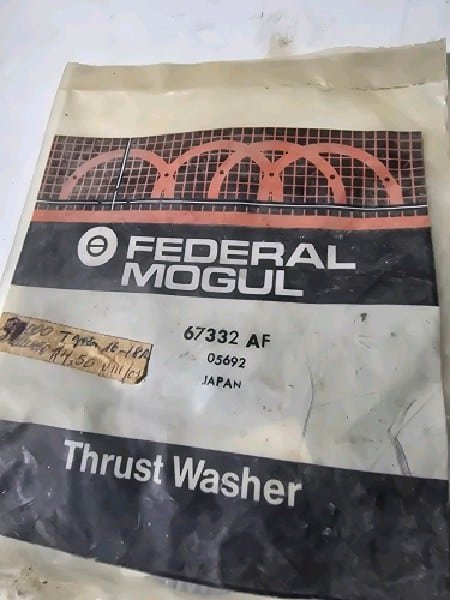 FEDERAL
MOGUL
67332 AF
05692
JAPAN
Thrust Washer